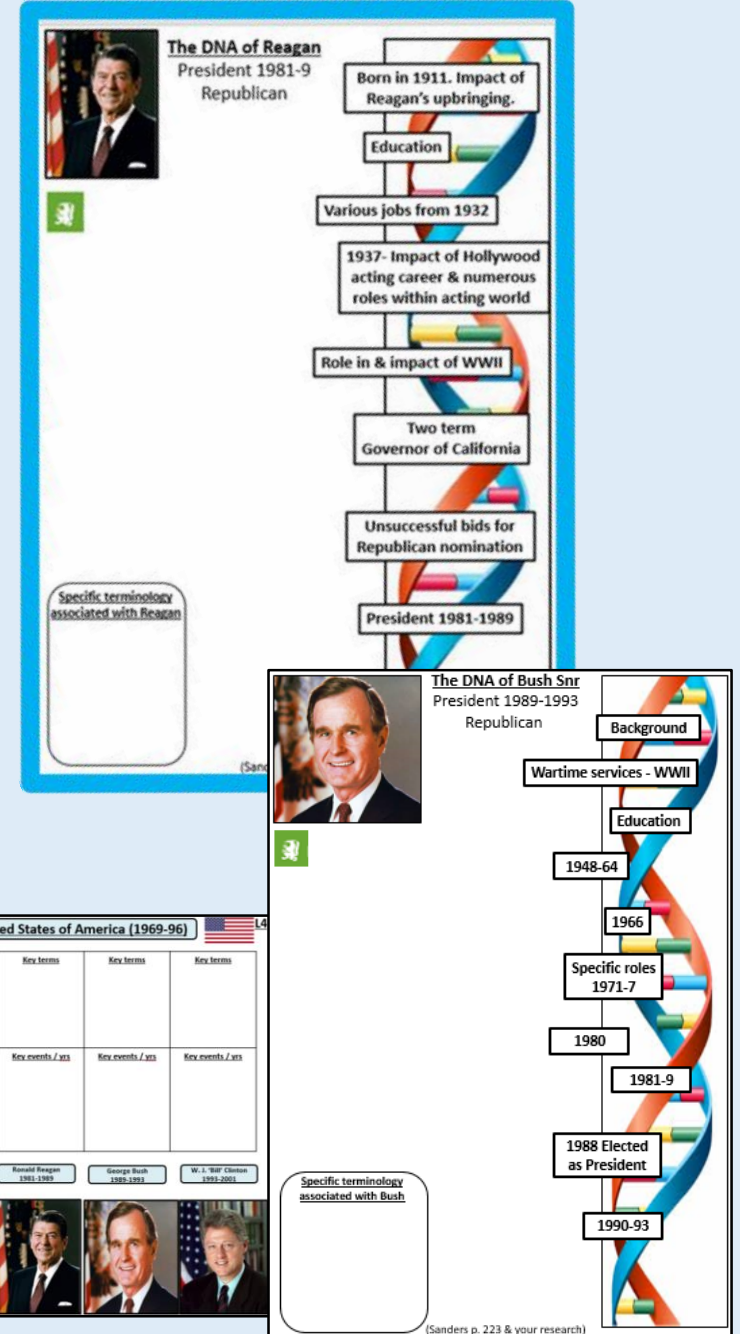 The DNA of Reagan
President 1981-9
Republican
Born in 1911. Impact of
Reagan's upbringing.
Education
Various jobs from 1932
1937- Impact of Hollywood
acting career & numerous
roles within acting world
Role in & impact of WWII
Two term
Governor of California
Unsuccessful bids for
Republican nomination
President 1981-1989
Specific terminology
associated with Reagan
(Sand
The DNA of Bush Snr
President 1989-1993
Republican
Background
Wartime services - WWII
Education
1948-64
1966
Specific roles
1971-7
1980
1981-9
1988 Elected
as President
1990-93
Specific terminology
associated with Bush
(Sanders p. 223 & your research)
ed States of America (1969-96)
L4
Key terms Key terms Key terms
Key events / yrs Key events / yrs Key events / yrs
Ronald Reagan
1981-1989
George Bush
1989-1993
W. J. 'Bill' Clinton
1993-2001